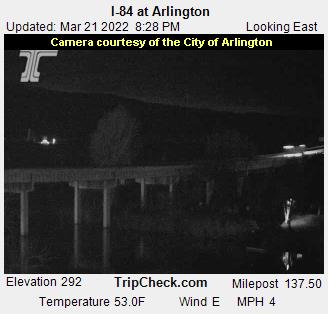 I-84 at Arlington
Updated: Mar 21 2022 8:28 PM Looking East
Camera courtesy of the City of Arlington
Elevation 292 TripCheck.com Milepost 137.50
Temperature 53.0F Wind E MPH 4